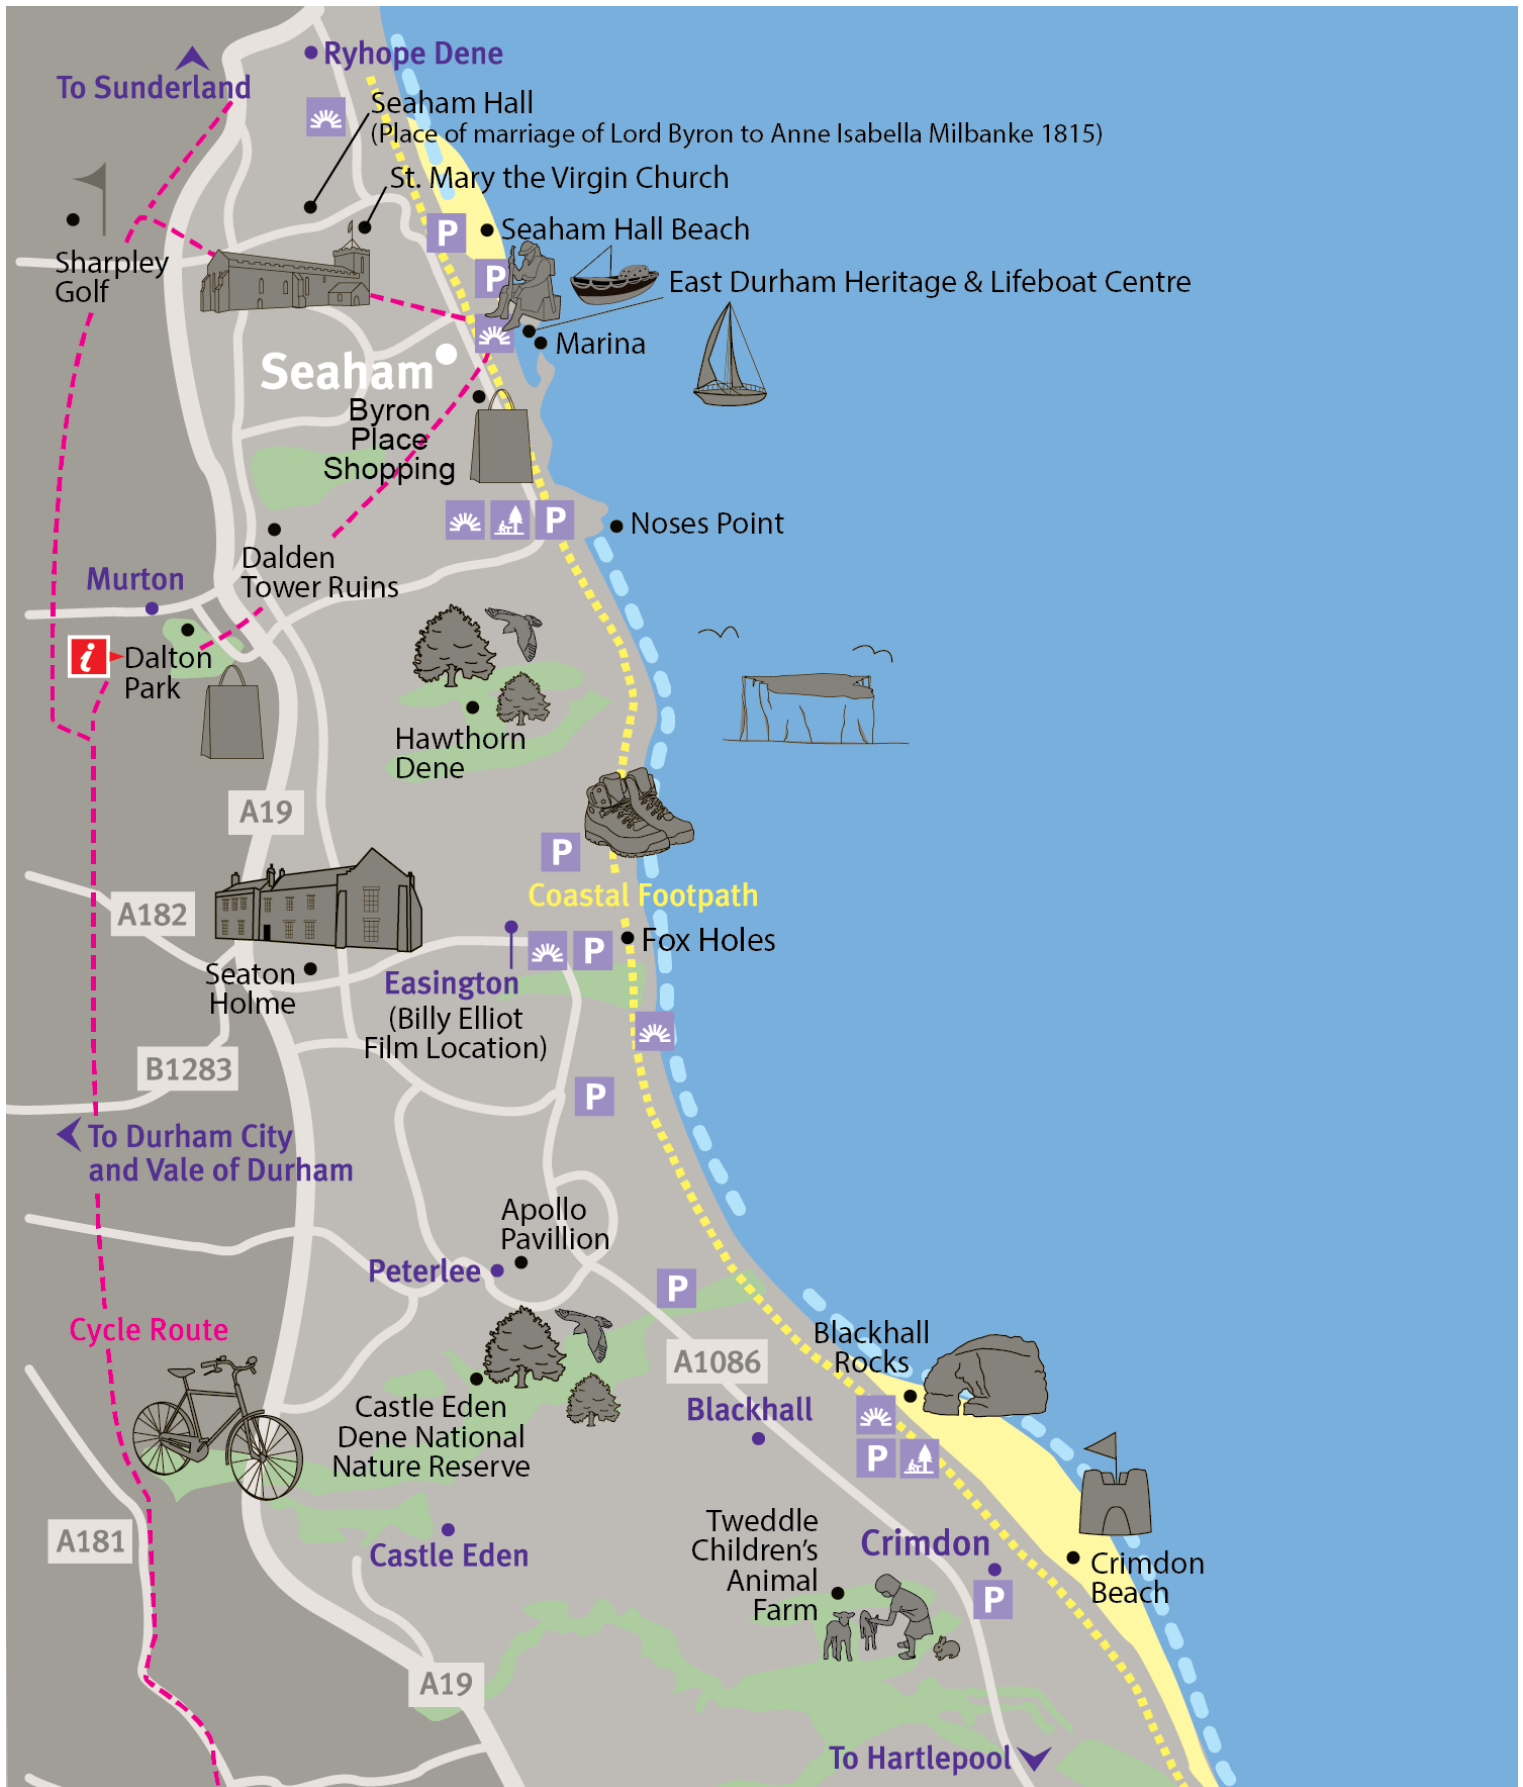 Ryhope Dene
To Sunderland
Seaham Hall
(Place of marriage of Lord Byron to Anne Isabella Milbanke 1815)
St. Mary the Virgin Church
P
Seaham Hall Beach
Sharpley
Golf
P
East Durham Heritage & Lifeboat Centre
Marina
Seaham
Byron
Place
Shopping
P
Noses Point
Dalden
Tower Ruins
Murton
i
Dalton
Park
Hawthorn
Dene
A19
P
Coastal Footpath
A182
P
Fox Holes
Seaton
Holme
Easington
(Billy Elliot
Film Location)
B1283
P
To Durham City
and Vale of Durham
Apollo
Pavillion
Peterlee
P
Cycle Route
Blackhall
Rocks
A1086
Castle Eden
Dene National
Nature Reserve
Blackhall
P
A181
Castle Eden
Tweddle
Children's
Animal
Farm
Crimdon
P
Crimdon
Beach
A19
To Hartlepool